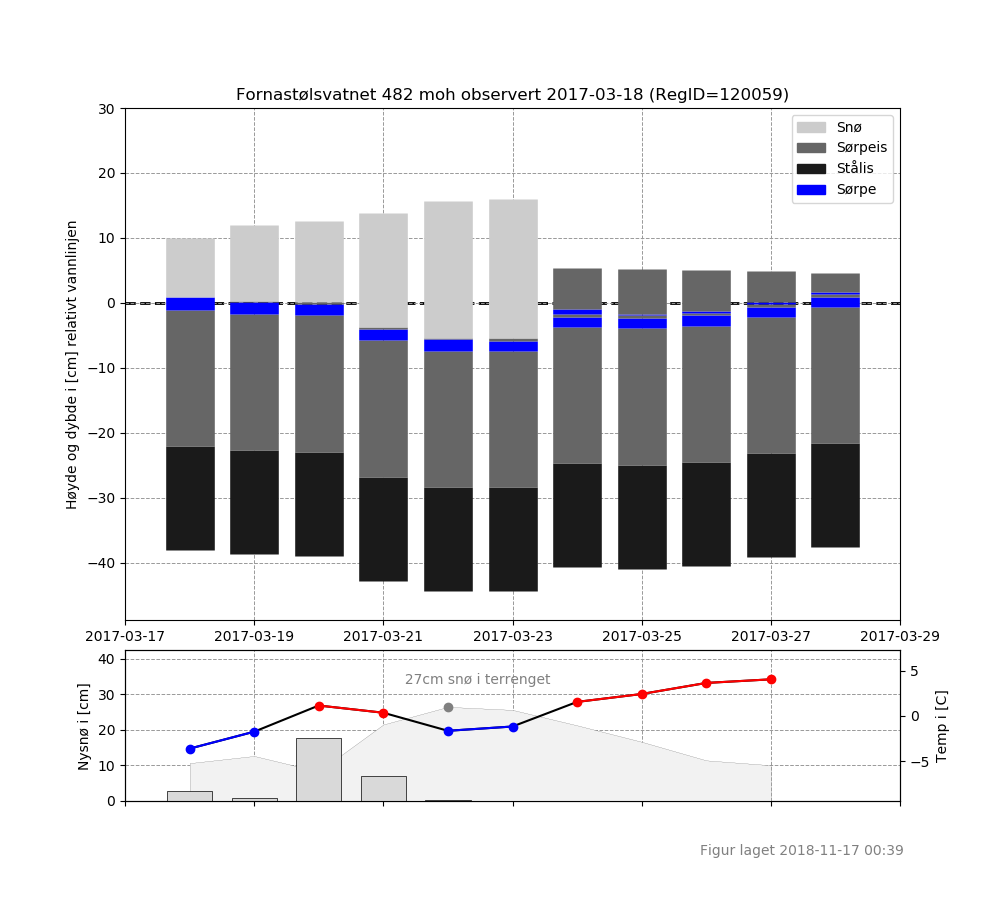 Fornastølsvatnet 482 moh observert 2017-03-18 (RegID=120059)
Høyde og dybde i [cm] relativt vannlinjen
30
20
10
0
−10
−20
−30
−40
Snø
Sørpeis
Stålis
Sørpe
2017-03-17 2017-03-19 2017-03-21 2017-03-23 2017-03-25 2017-03-27 2017-03-29
Nysnø i [cm]
40
30
20
10
0
27cm snø i terrenget
5
0
−5
Temp i [C]
Figur laget 2018-11-17 00:39